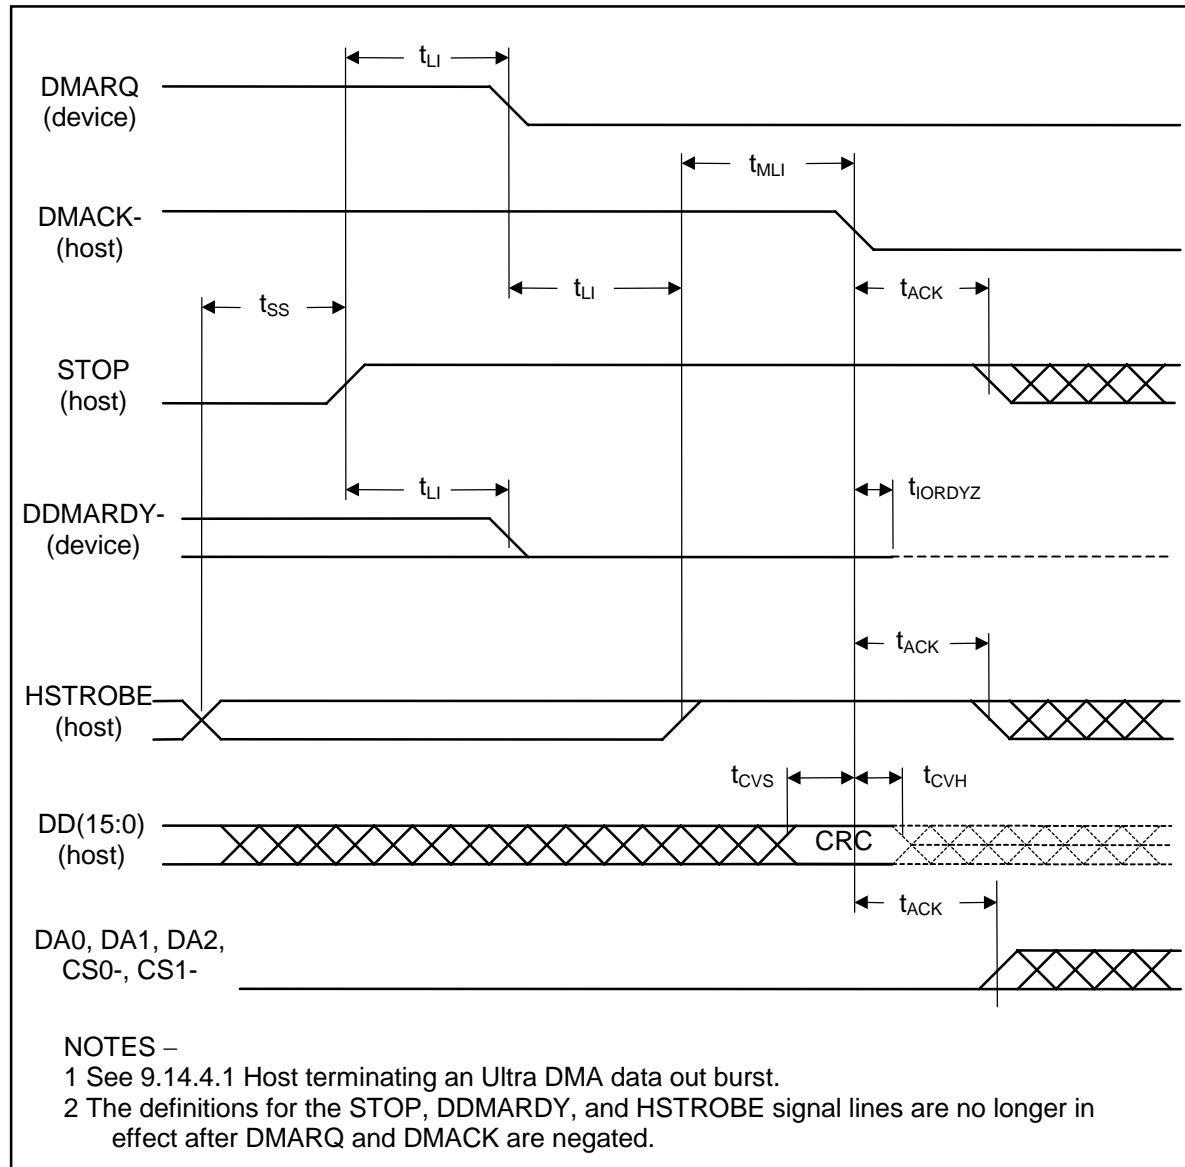 tLI
DMARQ
(device)
tMLI
DMACK-
(host)
tLI
tACK
tSS
STOP
(host)
tLI
tIORDYZ
DDMARDY-
(device)
tACK
HSTROBE
(host)
tCVS
tCVH
DD(15:0)
(host)
CRC
tACK
DA0, DA1, DA2,
CS0-, CS1-
NOTES –
1 See 9.14.4.1 Host terminating an Ultra DMA data out burst.
2 The definitions for the STOP, DDMARDY, and HSTROBE signal lines are no longer in
effect after DMARQ and DMACK are negated.